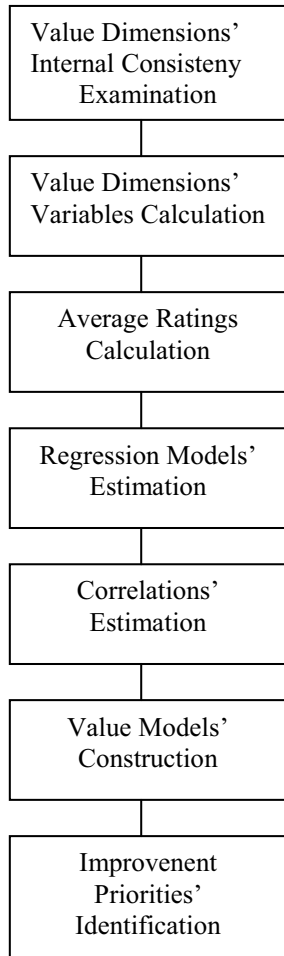 Value Dimensions’
Internal Consisteny
Examination
Value Dimensions’
Variables Calculation
Average Ratings
Calculation
Regression Models’
Estimation
Correlations’
Estimation
Value Models’
Construction
Improvenent
Priorities’
Identification